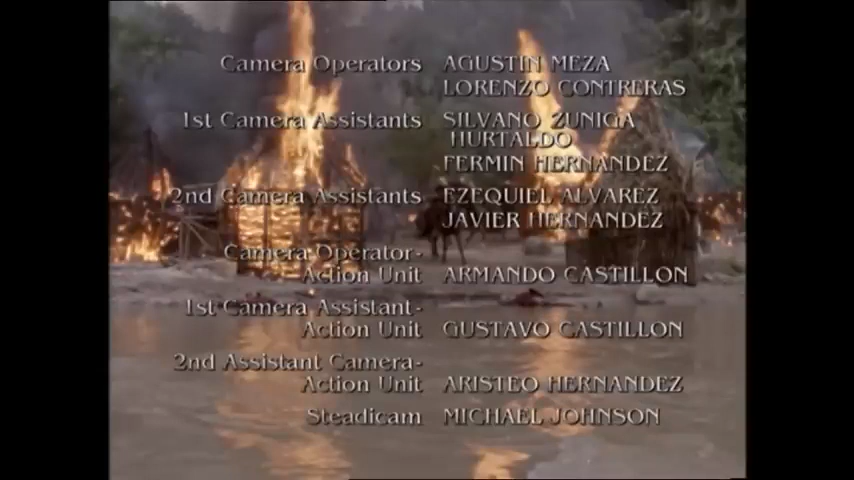 Camera Operators AGUSTIN MEZA
LORENZO CONTRERAS
1st Camera Assistants SILVANO ZUNIGA
HURTALDO
FERMIN HERNANDEZ
2nd Camera Assistants EZEQUIEL ALVAREZ
JAVIER HERNANDEZ
Camera Operator-
Action Unit ARMANDO CASTILLON
1st Camera Assistant-
Action Unit GUSTAVO CASTILLON
2nd Assistant Camera-
Action Unit ARISTEO HERNANDEZ
Steadicam MICHAEL JOHNSON